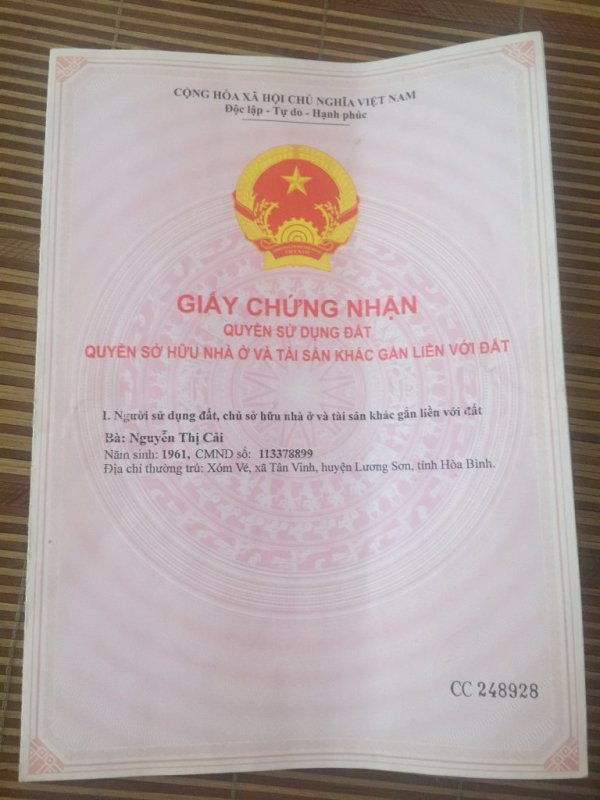 CỘNG HÒA XÃ HỘI CHỦ NGHĨA VIỆT NAM
Độc lập - Tự do - Hạnh phúc
VIỆT NAM
GIẤY CHỨNG NHẬN
QUYỀN SỬ DỤNG ĐẤT
QUYỀN SỞ HỮU NHÀ Ở VÀ TÀI SẢN KHÁC GẮN LIỀN VỚI ĐẤT
I. Người sử dụng đất, chủ sở hữu nhà ở và tài sản khác gắn liền với đất
Bà: Nguyễn Thị Cải
Năm sinh: 1961, CMND số: 113378899
Địa chỉ thường trú: Xóm Vé, xã Tân Vinh, huyện Lương Sơn, tỉnh Hòa Bình.
CC 248928